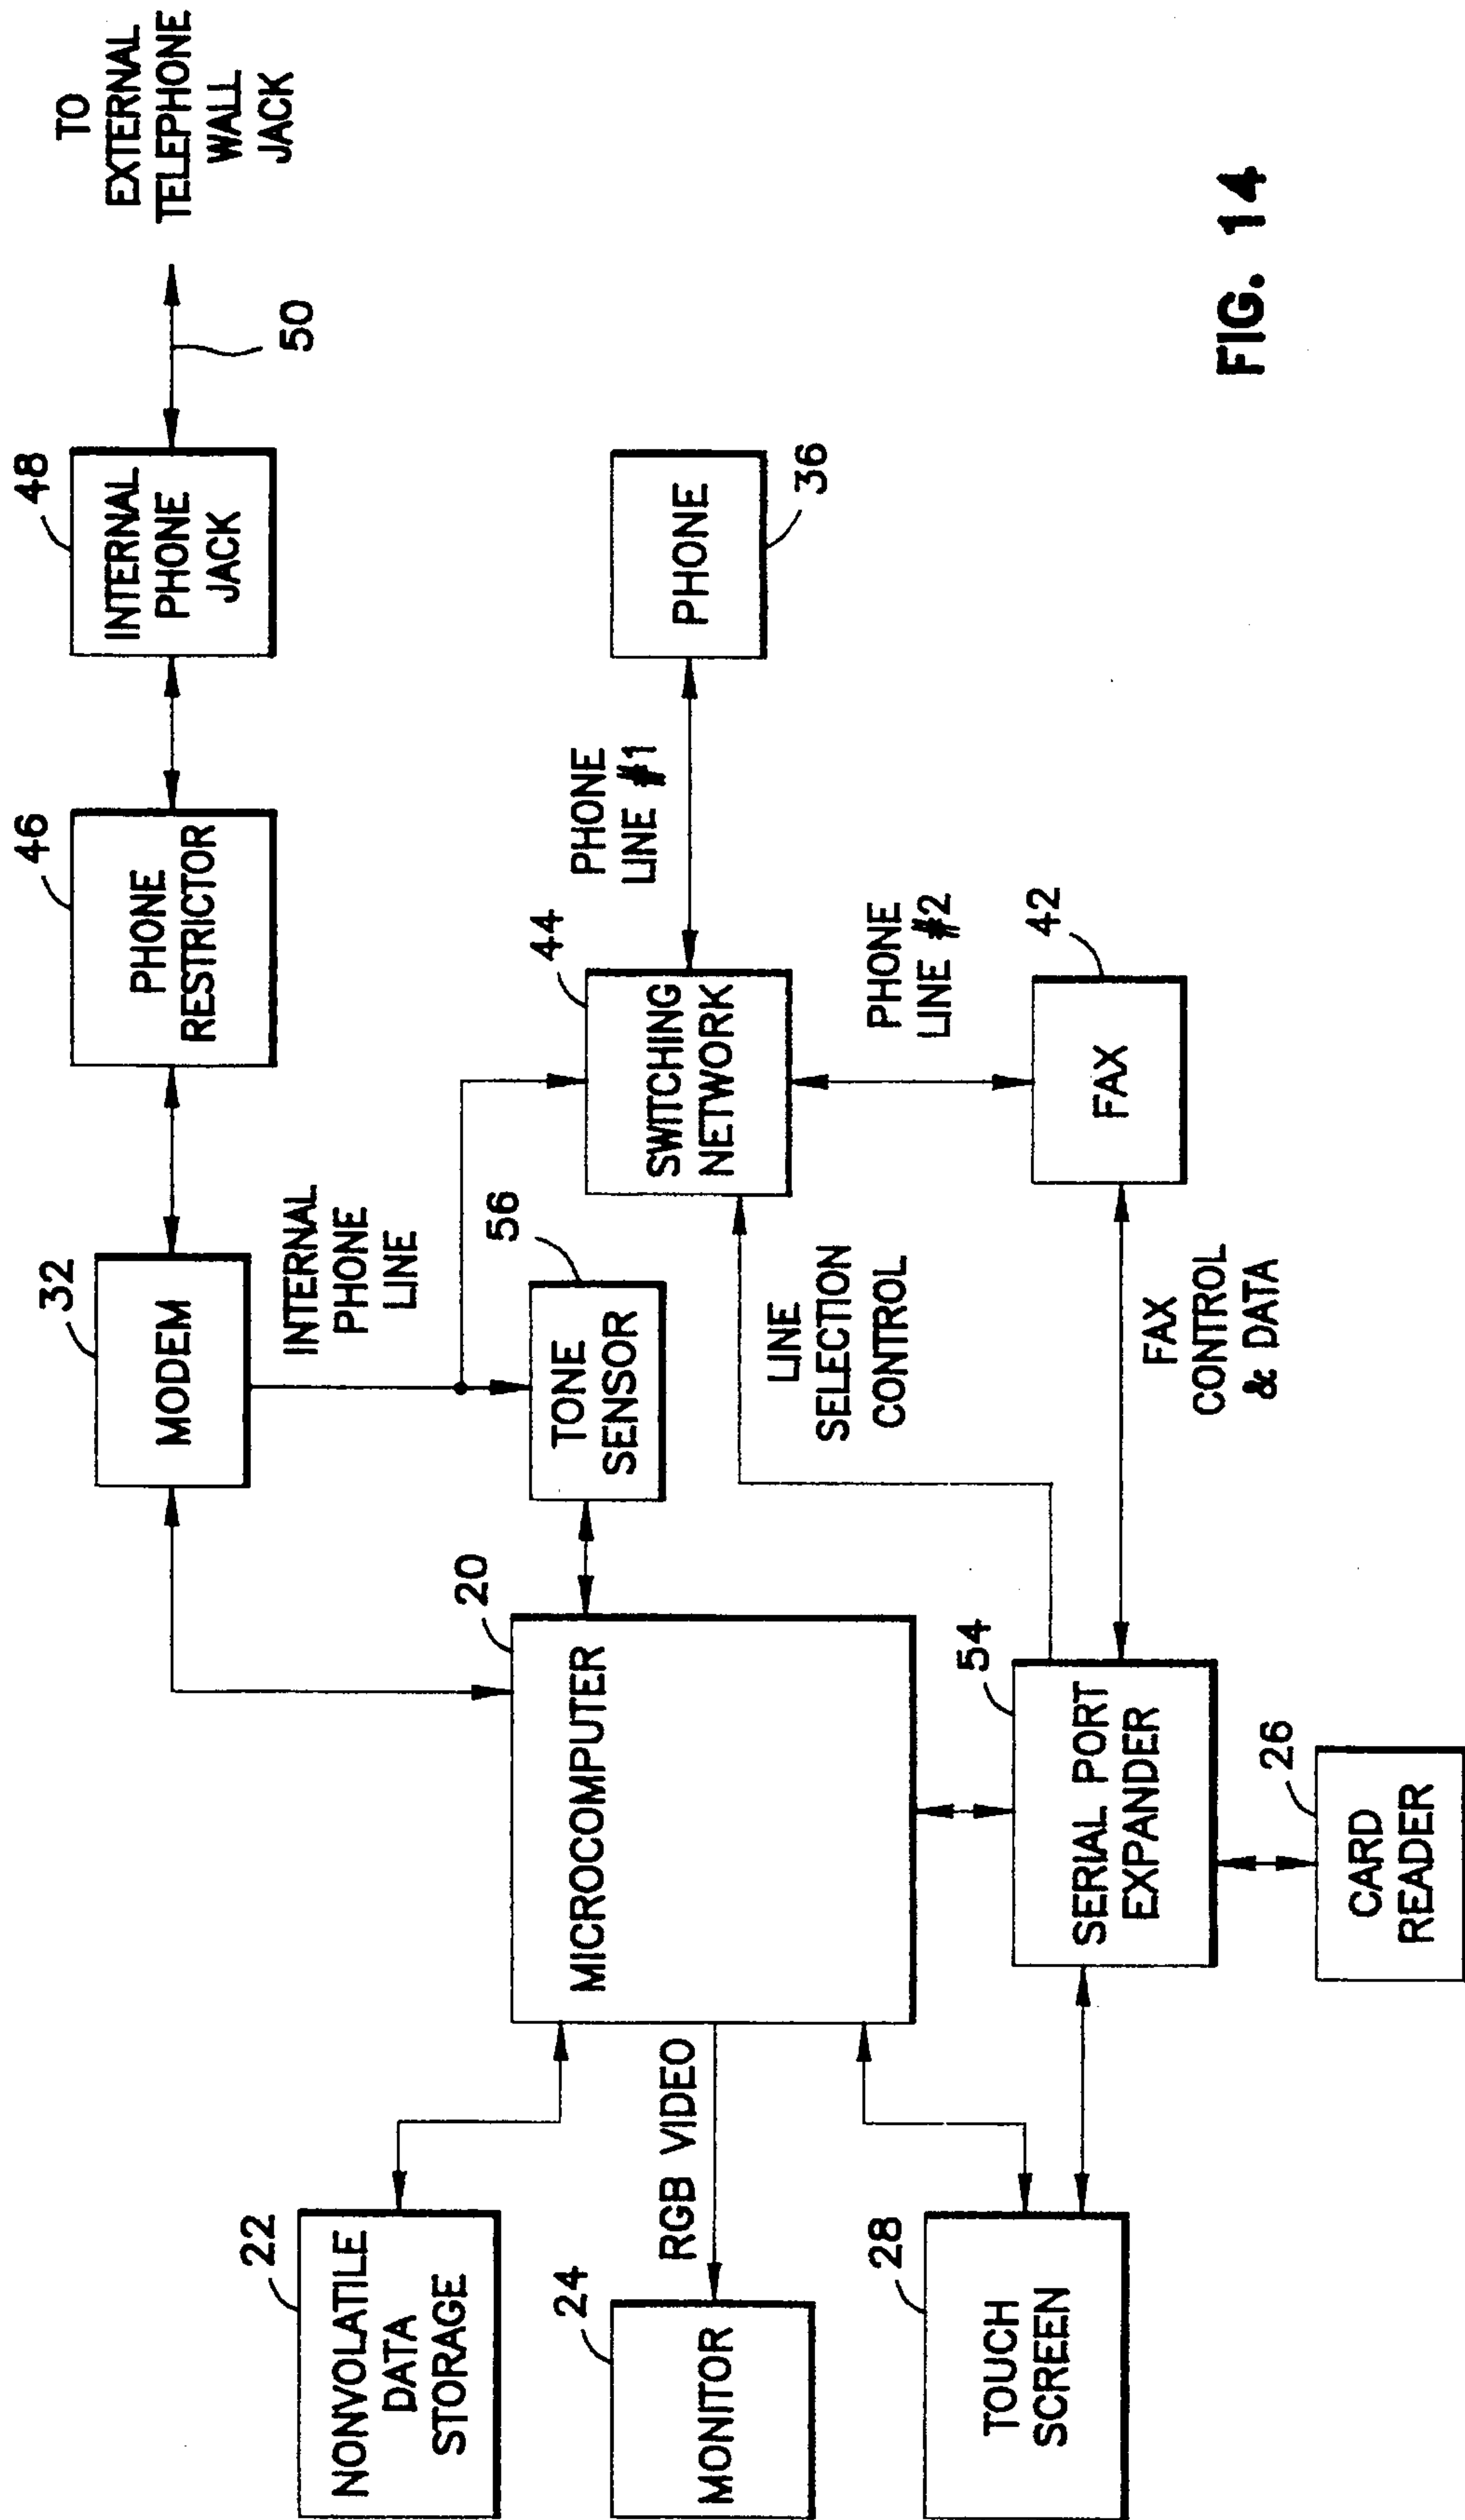 22
NONVOLATILE
DATA
STORAGE
24
MONITOR
28
TOUCH
SCREEN
RGB VIDEO
20
MICROCOMPUTER
54
SERIAL PORT
EXPANDER
26
CARD
READER
32
MODEM
INTERNAL
PHONE
LINE
56
TONE
SENSOR
LINE
SELECTION
CONTROL
FAX
CONTROL
& DATA
46
PHONE
RESTRICTOR
44
SWITCHING
NETWORK
PHONE
LINE #1
PHONE
LINE #2
42
FAX
48
INTERNAL
PHONE
JACK
36
PHONE
50
TO
EXTERNAL
TELEPHONE
WALL
JACK
FIG. 14